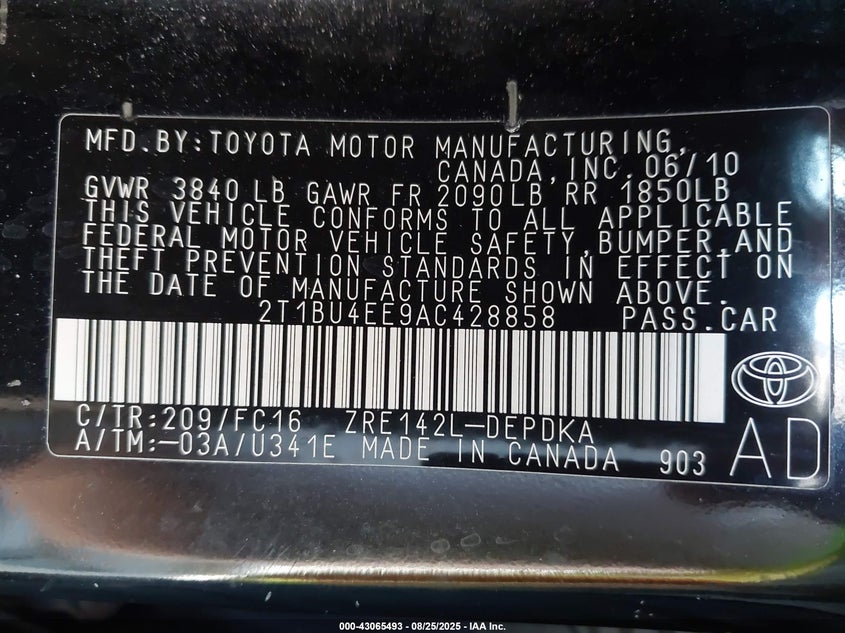 MFD.BY:TOYOTA MOTOR MANUFACTURING,
CANADA,INC. 06/10
GVWR 3840 LB GAWR FR 2090LB RR 1850LB
THIS VEHICLE CONFORMS TO ALL APPLICABLE
FEDERAL MOTOR VEHICLE SAFETY,BUMPER,AND
THEFT PREVENTION STANDARDS IN EFFECT ON
THE DATE OF MANUFACTURE SHOWN ABOVE.
2T1BU4EE9AC428858 PASS.CAR
C/TR:209/FC16 ZRE142L-DEPDKA
A/TM:-03A/U341E MADE IN CANADA 903 AD
000-43065493 - 08/25/2025 - IAA Inc.